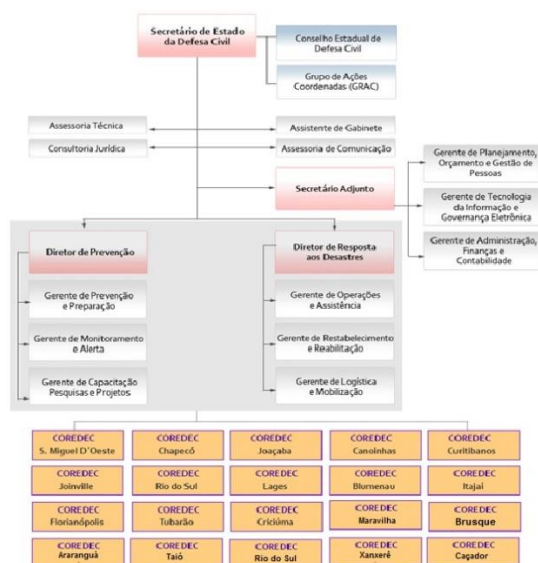 Secretário de Estado
da Defesa Civil
Conselho Estadual de
Defesa Civil
Grupo de Ações
Coordenadas (GRAC)
Assessoria Técnica
Assistente de Gabinete
Consultoria Jurídica
Assessoria de Comunicação
Gerente de Planejamento,
Orçamento e Gestão de
Pessoas
Secretário Adjunto
Gerente de Tecnologia
da Informação e
Governança Eletrônica
Gerente de Administração,
Finanças e
Contabilidade
Diretor de Prevenção
Diretor de Resposta
aos Desastres
Gerente de Prevenção
e Preparação
Gerente de Operações
e Assistência
Gerente de Monitoramento
e Alerta
Gerente de Restabelecimento
e Reabilitação
Gerente de Capacitação
Pesquisas e Projetos
Gerente de Logística
e Mobilização
COREDEC
S. Miguel D'Oeste
COREDEC
Chapecó
COREDEC
Joaçaba
COREDEC
Canoinhas
COREDEC
Curitibanos
COREDEC
Joinville
COREDEC
Rio do Sul
COREDEC
Lages
COREDEC
Blumenau
COREDEC
Itajaí
COREDEC
Florianópolis
COREDEC
Tubarão
COREDEC
Criciúma
COREDEC
Maravilha
COREDEC
Brusque
COREDEC
Araranguà
COREDEC
Taió
COREDEC
Rio do Sul
COREDEC
Xanxerê
COREDEC
Caçador